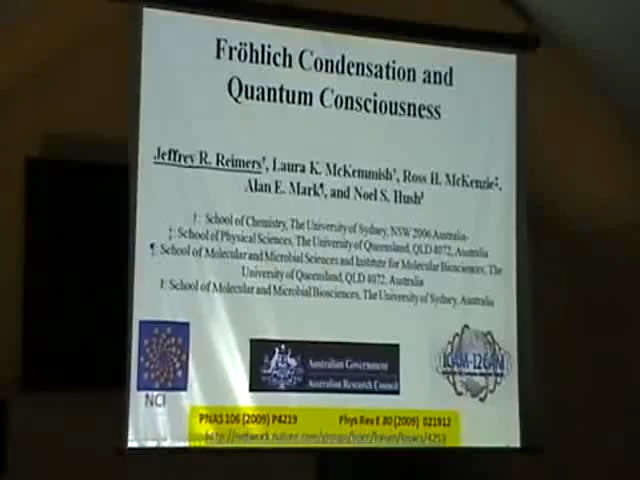 Fröhlich Condensation and
Quantum Consciousness
Jeffrey R. Reimers†, Laura K. McKemmish†, Ross H. McKenzie‡,
Alan E. Mark¶, and Noel S. Hush
†: School of Chemistry, The University of Sydney, NSW 2006 Australia
‡: School of Physical Sciences, The University of Queensland, QLD 4072, Australia
¶: School of Molecular and Microbial Sciences and Institute for Molecular Biosciences, The
University of Queensland, QLD 4072, Australia
School of Molecular and Microbial Biosciences, The University of Sydney, Australia
NCI
Australian Government
Australian Research Council
PNAS 106 (2009) P4219 Phys Rev E 80 (2009) 021912